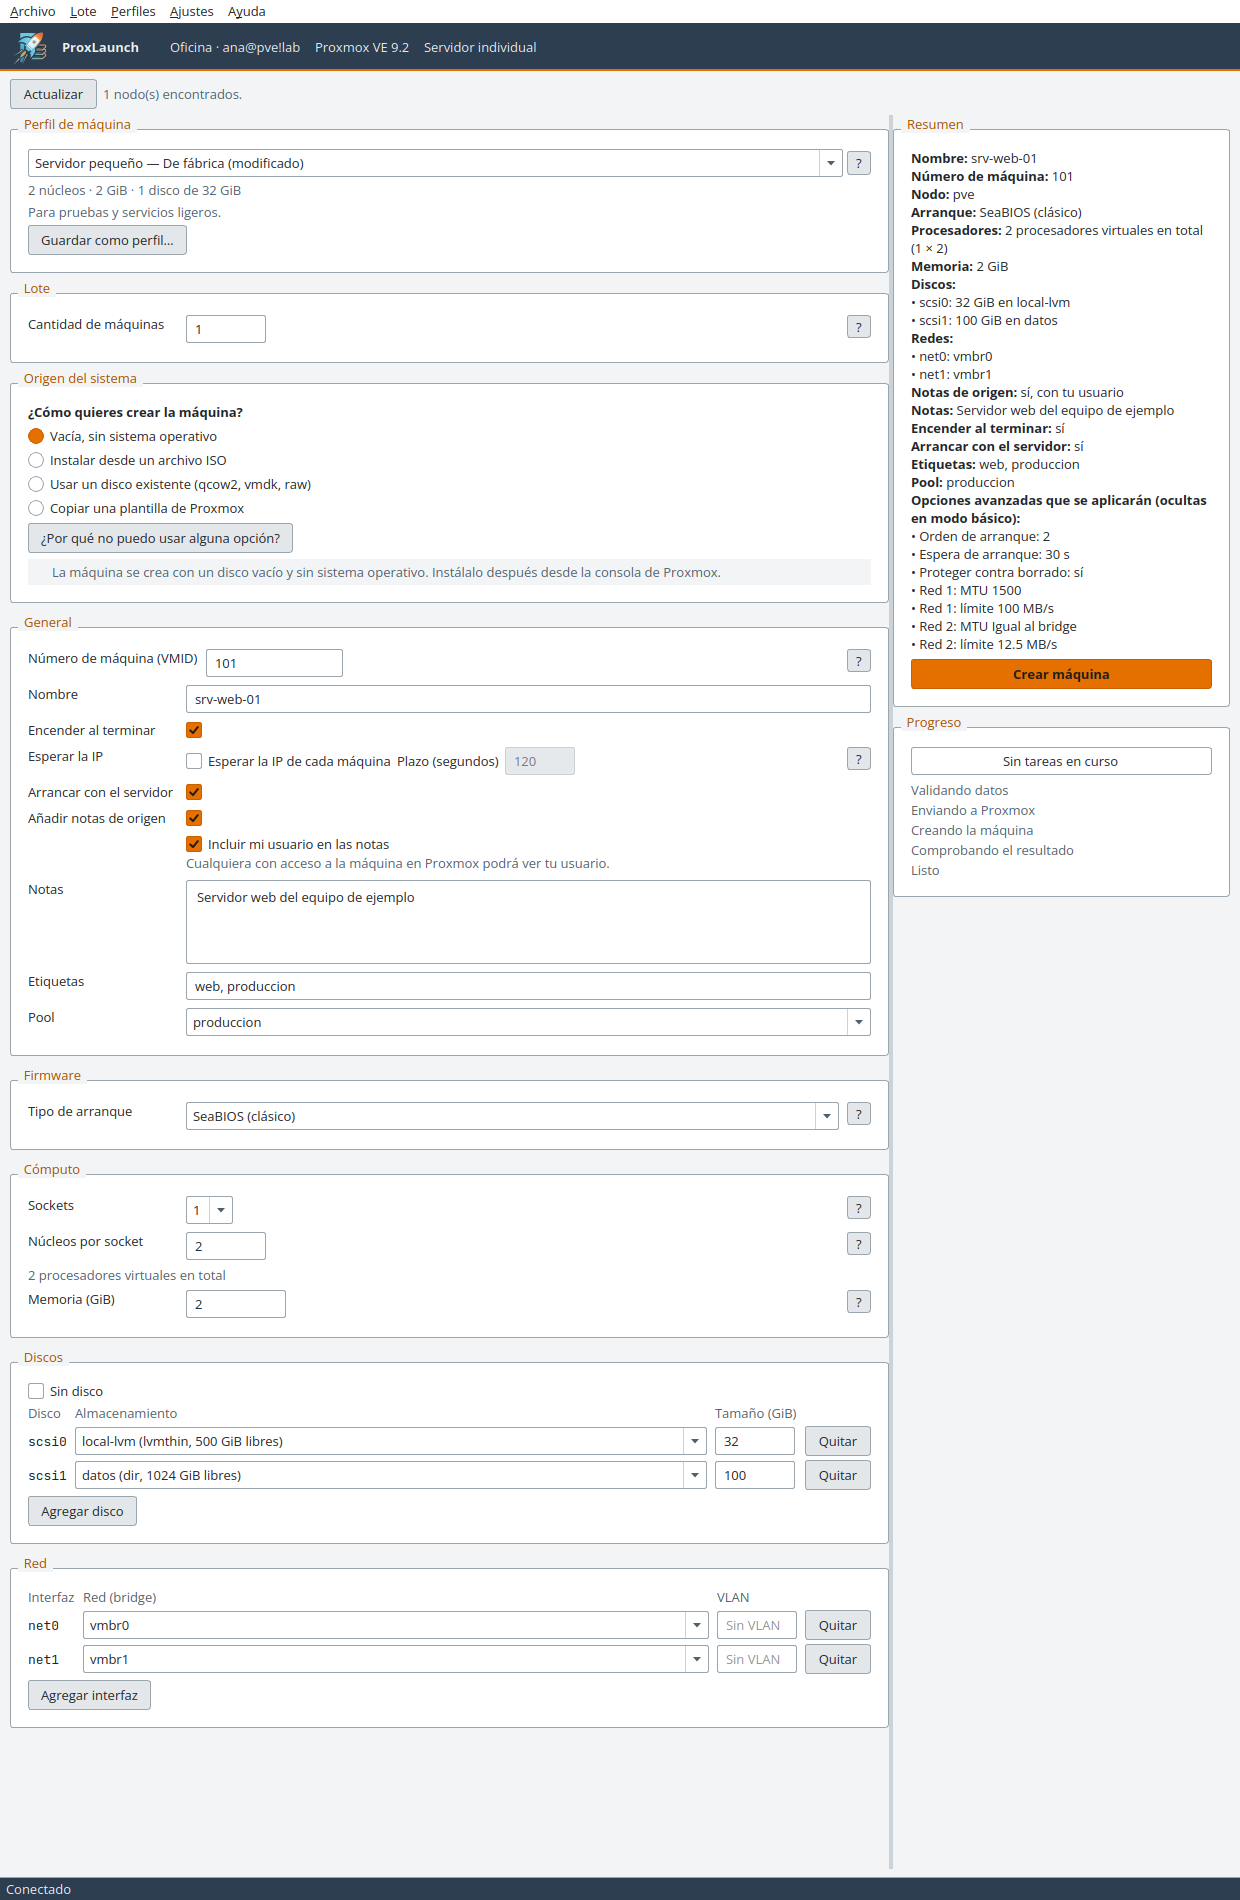 Archivo Lote Perfiles Ajustes Ayuda
ProxLaunch Oficina · ana@pve!lab Proxmox VE 9.2 Servidor individual
Actualizar 1 nodo(s) encontrados.
Perfil de máquina
Servidor pequeño — De fábrica (modificado) ?
2 núcleos · 2 GiB · 1 disco de 32 GiB
Para pruebas y servicios ligeros.
Guardar como perfil...
Lote
Cantidad de máquinas 1 ?
Origen del sistema
¿Cómo quieres crear la máquina?
Vacía, sin sistema operativo
Instalar desde un archivo ISO
Usar un disco existente (qcow2, vmdk, raw)
Copiar una plantilla de Proxmox
¿Por qué no puedo usar alguna opción?
La máquina se crea con un disco vacío y sin sistema operativo. Instálalo después desde la consola de Proxmox.
General
Número de máquina (VMID) 101 ?
Nombre srv-web-01
Encender al terminar
Esperar la IP Esperar la IP de cada máquina Plazo (segundos) 120 ?
Arrancar con el servidor
Añadir notas de origen
Incluir mi usuario en las notas
Cualquiera con acceso a la máquina en Proxmox podrá ver tu usuario.
Notas Servidor web del equipo de ejemplo
Etiquetas web, produccion
Pool produccion
Firmware
Tipo de arranque SeaBIOS (clásico) ?
Cómputo
Sockets 1 ?
Núcleos por socket 2 ?
2 procesadores virtuales en total
Memoria (GiB) 2 ?
Discos
Sin disco
Disco Almacenamiento Tamaño (GiB)
scsi0 local-lvm (lvmthin, 500 GiB libres) 32 Quitar
scsi1 datos (dir, 1024 GiB libres) 100 Quitar
Agregar disco
Red
Interfaz Red (bridge) VLAN
net0 vmbr0 Sin VLAN Quitar
net1 vmbr1 Sin VLAN Quitar
Agregar interfaz
Resumen
Nombre: srv-web-01
Número de máquina: 101
Nodo: pve
Arranque: SeaBIOS (clásico)
Procesadores: 2 procesadores virtuales en total
(1 × 2)
Memoria: 2 GiB
Discos:
• scsi0: 32 GiB en local-lvm
• scsi1: 100 GiB en datos
Redes:
• net0: vmbr0
• net1: vmbr1
Notas de origen: sí, con tu usuario
Notas: Servidor web del equipo de ejemplo
Encender al terminar: sí
Arrancar con el servidor: sí
Etiquetas: web, produccion
Pool: produccion
Opciones avanzadas que se aplicarán (ocultas
en modo básico):
• Orden de arranque: 2
• Espera de arranque: 30 s
• Proteger contra borrado: sí
• Red 1: MTU 1500
• Red 1: límite 100 MB/s
• Red 2: MTU Igual al bridge
• Red 2: límite 12.5 MB/s
Crear máquina
Progreso
Sin tareas en curso
Validando datos
Enviando a Proxmox
Creando la máquina
Comprobando el resultado
Listo
Conectado